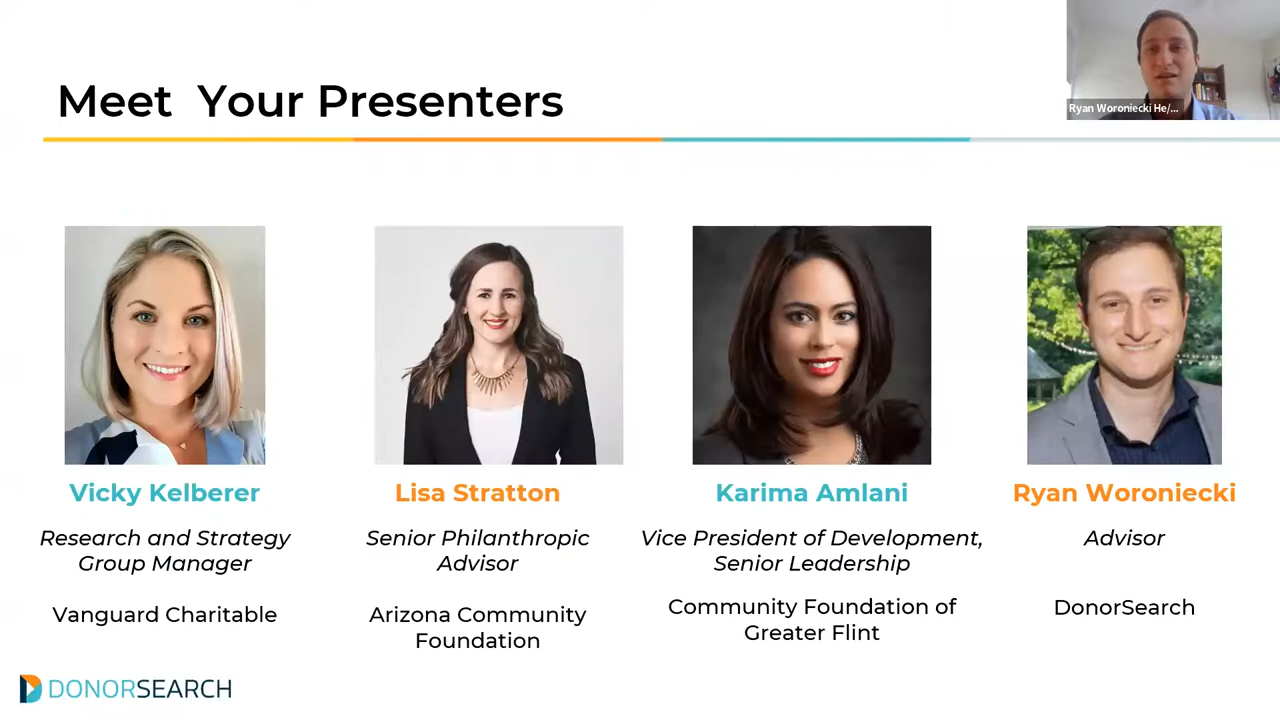 Ryan Woroniecki He/...
Meet Your Presenters
Vicky Kelberer
Research and Strategy
Group Manager
Vanguard Charitable
Lisa Stratton
Senior Philanthropic
Advisor
Arizona Community
Foundation
Karima Amlani
Vice President of Development,
Senior Leadership
Community Foundation of
Greater Flint
Ryan Woroniecki
Advisor
DonorSearch
DONORSEARCH